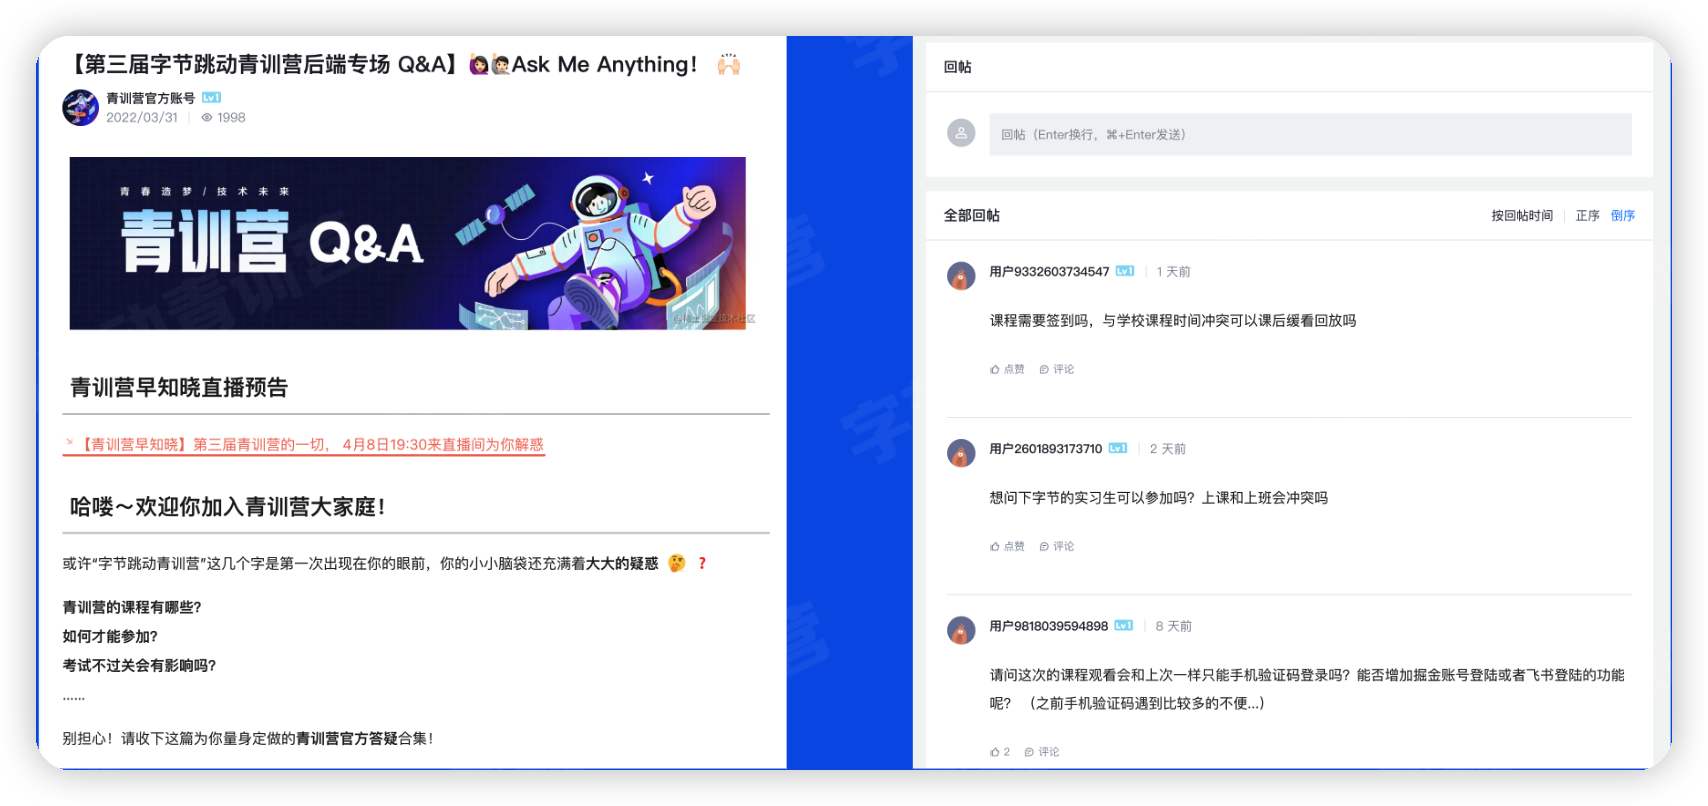 【第三届字节跳动青训营后端专场 Q&A】🙋🏻‍♀️🙋🏻Ask Me Anything! 🙌🏻
青训营官方账号 Lv1
2022/03/31 1998
青春造梦/技术未来
青训营 Q&A
青训营早知晓直播预告
【青训营早知晓】第三届青训营的一切， 4月8日19:30来直播间为你解惑
哈喽～欢迎你加入青训营大家庭！
或许“字节跳动青训营”这几个字是第一次出现在你的眼前，你的小小脑袋还充满着大大的疑惑 🤔 ❓
青训营的课程有哪些?
如何才能参加?
考试不过关会有影响吗?
……
别担心！请收下这篇为你量身定做的青训营官方答疑合集！
回帖
回帖（Enter换行，⌘+Enter发送）
全部回帖
按回帖时间 正序 倒序
用户9332603734547 Lv1 1 天前
课程需要签到吗，与学校课程时间冲突可以课后缓看回放吗
点赞 评论
用户2601893173710 Lv1 2 天前
想问下字节的实习生可以参加吗？上课和上班会冲突吗
点赞 评论
用户9818039594898 Lv1 8 天前
请问这次的课程观看会和上次一样只能手机验证码登录吗？能否增加掘金账号登陆或者飞书登陆的功能
呢？ （之前手机验证码遇到比较多的不便...）
2 评论